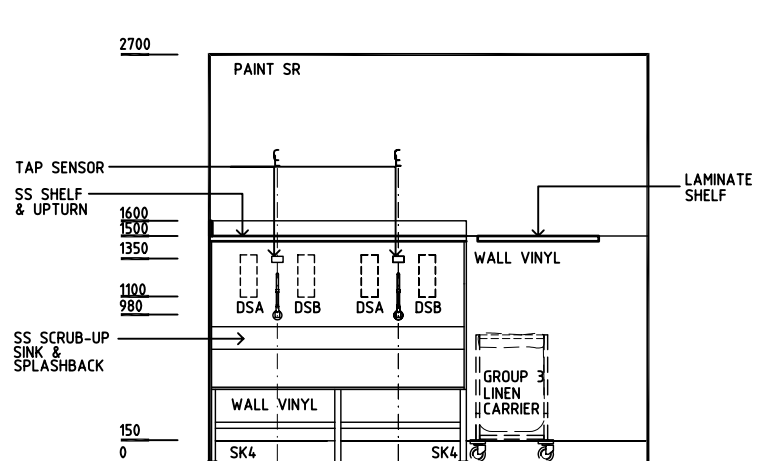 2700
PAINT SR
TAP SENSOR
SS SHELF
& UPTURN
LAMINATE
SHELF
1600
1500
1350
WALL VINYL
1100
980
DSA
DSB
DSA
DSB
SS SCRUB-UP
SINK &
SPLASHBACK
GROUP 3
LINEN
CARRIER
WALL VINYL
150
0
SK4
SK4